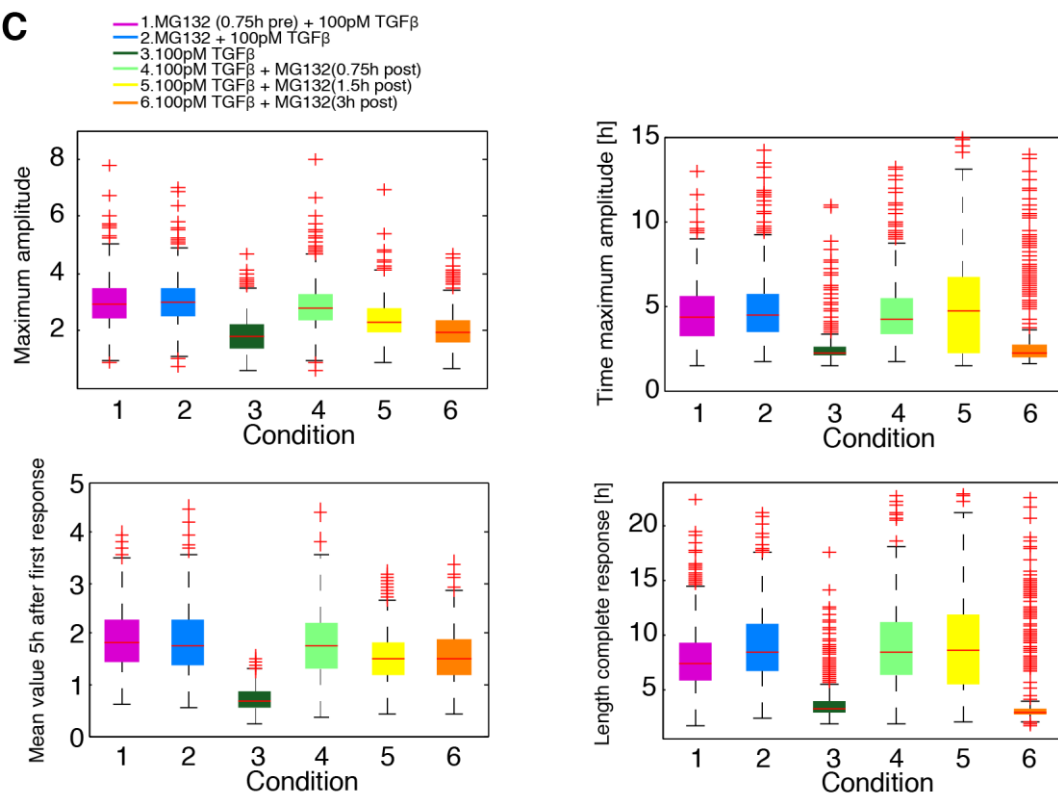 C
1.MG132 (0.75h pre) + 100pM TGFβ
2.MG132 + 100pM TGFβ
3.100pM TGFβ
4.100pM TGFβ + MG132(0.75h post)
5.100pM TGFβ + MG132(1.5h post)
6.100pM TGFβ + MG132(3h post)
Maximum amplitude
8
6
4
2
1 2 3 4 5 6
Condition
Time maximum amplitude [h]
15
10
5
0
1 2 3 4 5 6
Condition
Mean value 5h after first response
5
4
3
2
1
0
1 2 3 4 5 6
Condition
Length complete response [h]
20
15
10
5
1 2 3 4 5 6
Condition